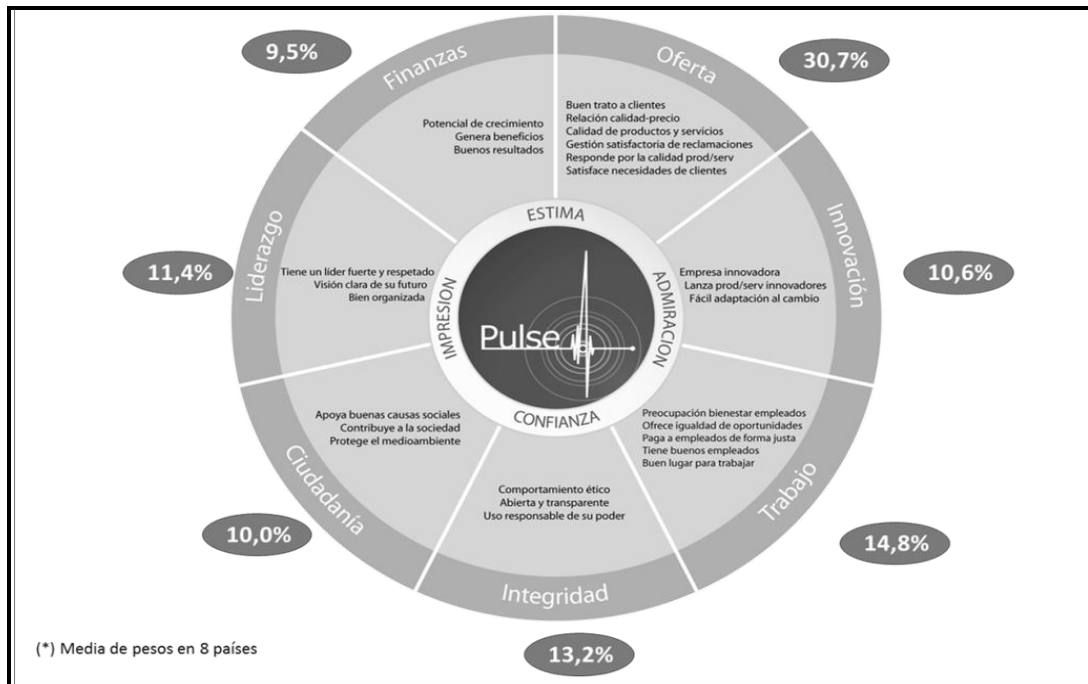 9,5%
Finanzas
Potencial de crecimiento
Genera beneficios
Buenos resultados
Oferta
30,7%
Buen trato a clientes
Relación calidad-precio
Calidad de productos y servicios
Gestión satisfactoria de reclamaciones
Responde por la calidad prod/serv
Satisface necesidades de clientes
11,4%
Liderazgo
Tiene un líder fuerte y respetado
Visión clara de su futuro
Bien organizada
ESTIMA
IMPRESION
Pulse
ADMIRACION
CONFIANZA
Empresa innovadora
Lanza prod/serv innovadores
Fácil adaptación al cambio
Innovación
10,6%
Apoya buenas causas sociales
Contribuye a la sociedad
Protege el medioambiente
Ciudadanía
10,0%
Comportamiento ético
Abierta y transparente
Uso responsable de su poder
Integridad
13,2%
Preocupación bienestar empleados
Ofrece igualdad de oportunidades
Paga a empleados de forma justa
Tiene buenos empleados
Buen lugar para trabajar
Trabajo
14,8%
(*) Media de pesos en 8 países